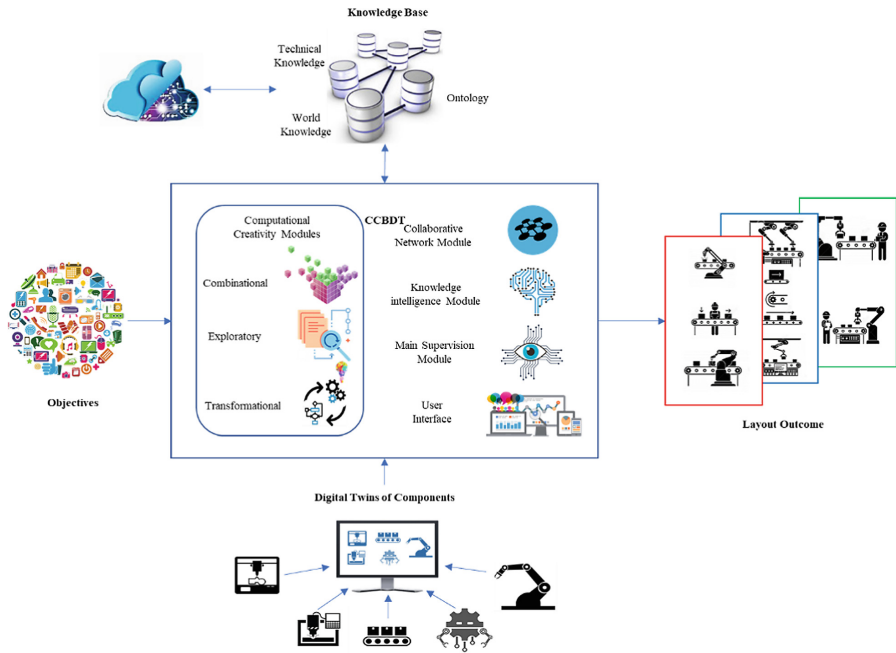 Knowledge Base
Technical
Knowledge
World
Knowledge
Ontology
CCBDT
Computational
Creativity Modules
Combinational
Exploratory
Transformational
Collaborative
Network Module
Knowledge
intelligence Module
Main Supervision
Module
User
Interface
Objectives
Layout Outcome
Digital Twins of Components